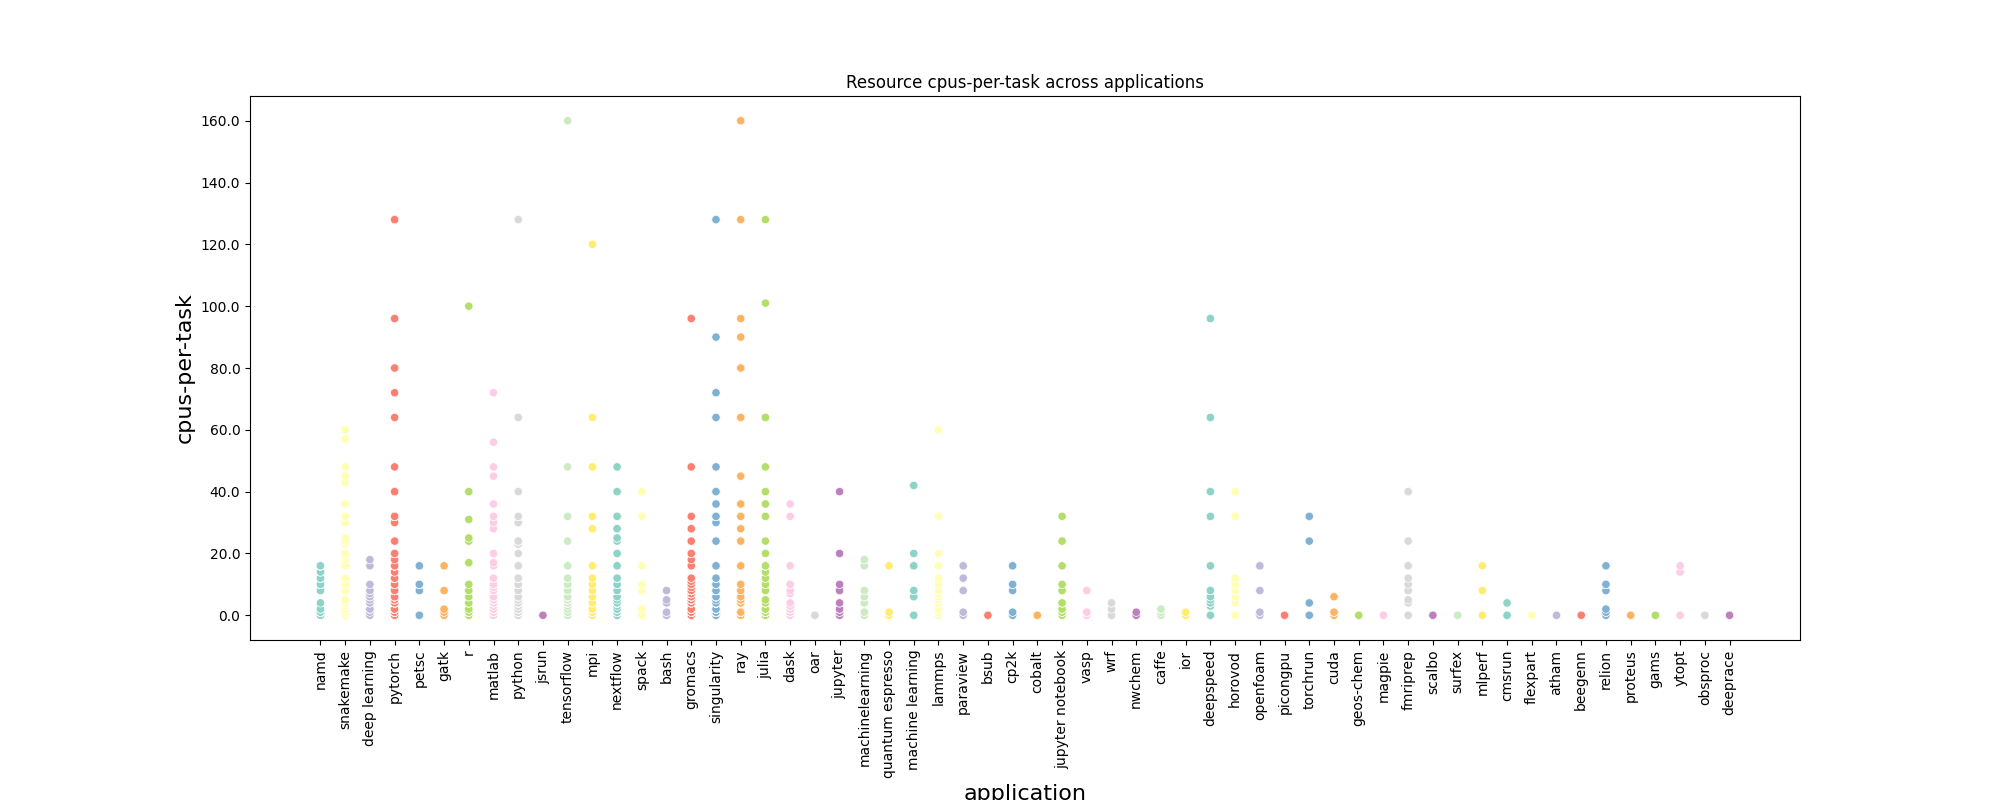 Resource cpus-per-task across applications
cpus-per-task
160.0
140.0
120.0
100.0
80.0
60.0
40.0
20.0
0.0
namd
snakemake
deep learning
pytorch
petsc
gatk
r
matlab
python
jsrun
tensorflow
mpi
nextflow
spack
bash
gromacs
singularity
ray
julia
dask
oar
jupyter
machinelearning
quantum espresso
machine learning
lammps
paraview
bsub
cp2k
cobalt
jupyter notebook
vasp
wrf
nwchem
caffe
ior
deepspeed
horovod
openfoam
picongpu
torchrun
cuda
geos-chem
magpie
fmriprep
scalbo
surfex
mlperf
cmsrun
flexpart
atham
beegenn
relion
proteus
gams
ytopt
obsproc
deeprace
application